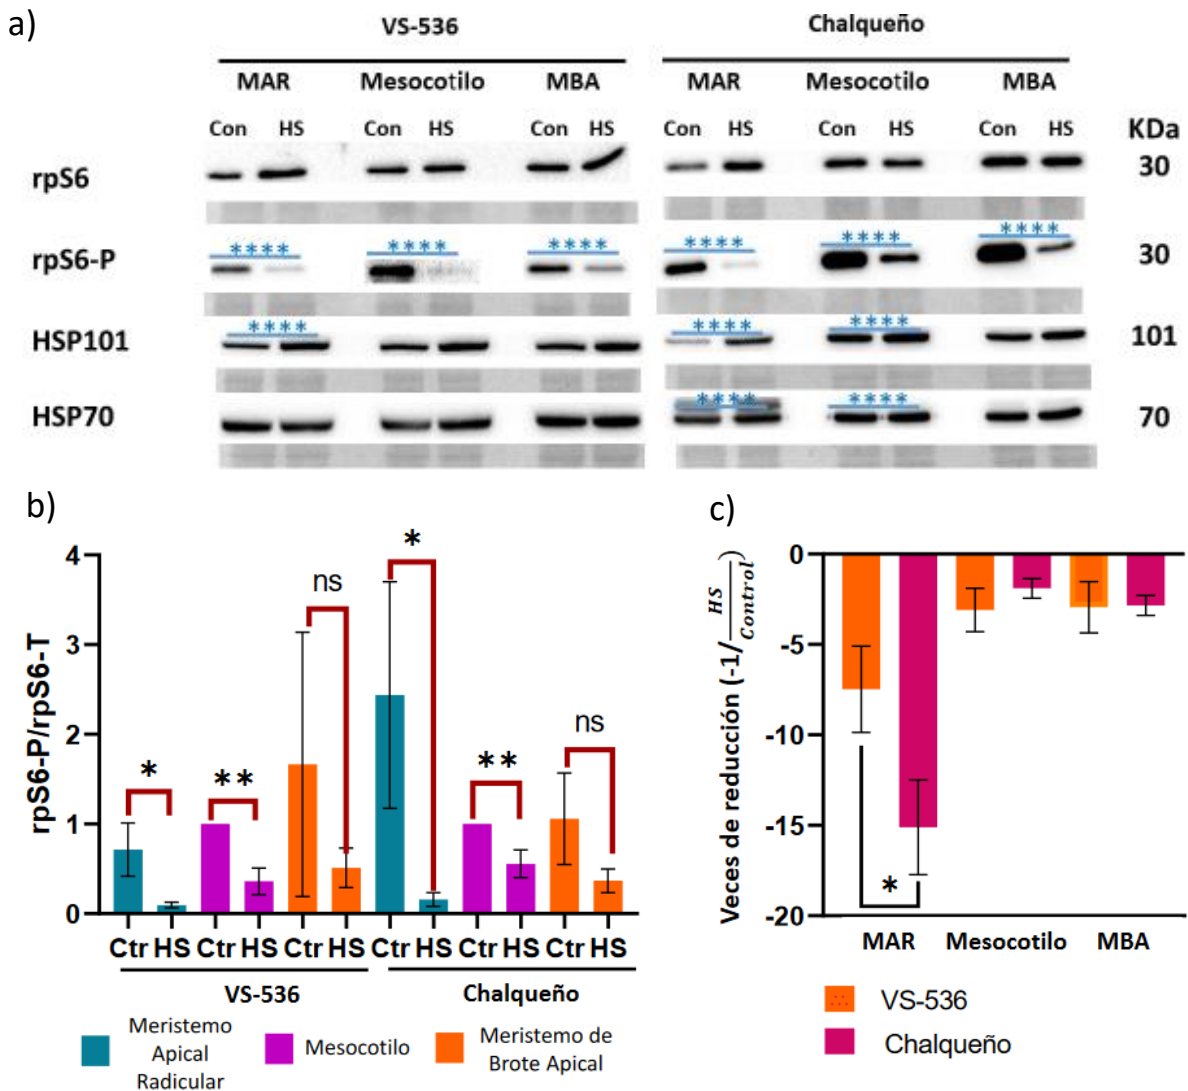 a)
VS-536
Chalqueño
MAR Mesocotilo MBA MAR Mesocotilo MBA
Con HS Con HS Con HS Con HS Con HS Con HS KDa
rpS6 30
**** **** **** **** **** ****
rpS6-P 30
**** **** ****
HSP101 101
**** ****
HSP70 70
b)
rpS6-P/rpS6-T
4
3
2
1
0
* ** ns * ** ns
Ctr HS Ctr HS Ctr HS Ctr HS Ctr HS Ctr HS
VS-536 Chalqueño
Meristemo Apical Radicular
Mesocotilo
Meristemo de Brote Apical
c)
Veces de reducción (-1/HS/Control)
0
-5
-10
-15
-20
*
MAR Mesocotilo MBA
VS-536
Chalqueño